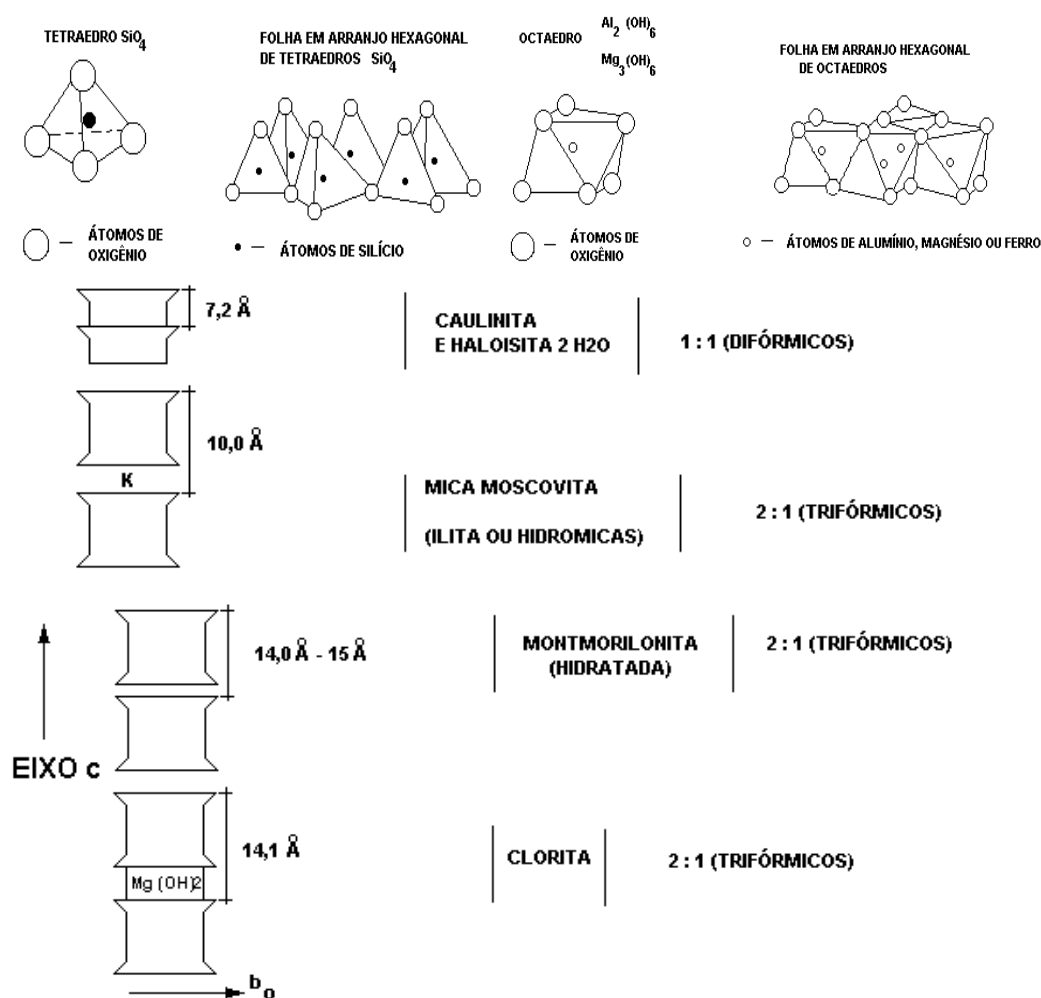 TETRAEDRO SiO4
FOLHA EM ARRANJO HEXAGONAL
DE TETRAEDROS SiO4
OCTAEDRO
Al2 (OH)6
Mg3(OH)6
FOLHA EM ARRANJO HEXAGONAL
DE OCTAEDROS
— ÁTOMOS DE
OXIGÊNIO
— ÁTOMOS DE SILÍCIO
— ÁTOMOS DE
OXIGÊNIO
— ÁTOMOS DE ALUMÍNIO, MAGNÉSIO OU FERRO
7,2 Å
CAULINITA
E HALOISITA 2 H2O
1 : 1 (DIFÓRMICOS)
10,0 Å
K
MICA MOSCOVITA
(ILITA OU HIDROMICAS)
2 : 1 (TRIFÓRMICOS)
14,0 Å - 15 Å
MONTMORILONITA
(HIDRATADA)
2 : 1 (TRIFÓRMICOS)
EIXO c
14,1 Å
Mg (OH)2
CLORITA
2 : 1 (TRIFÓRMICOS)
b0